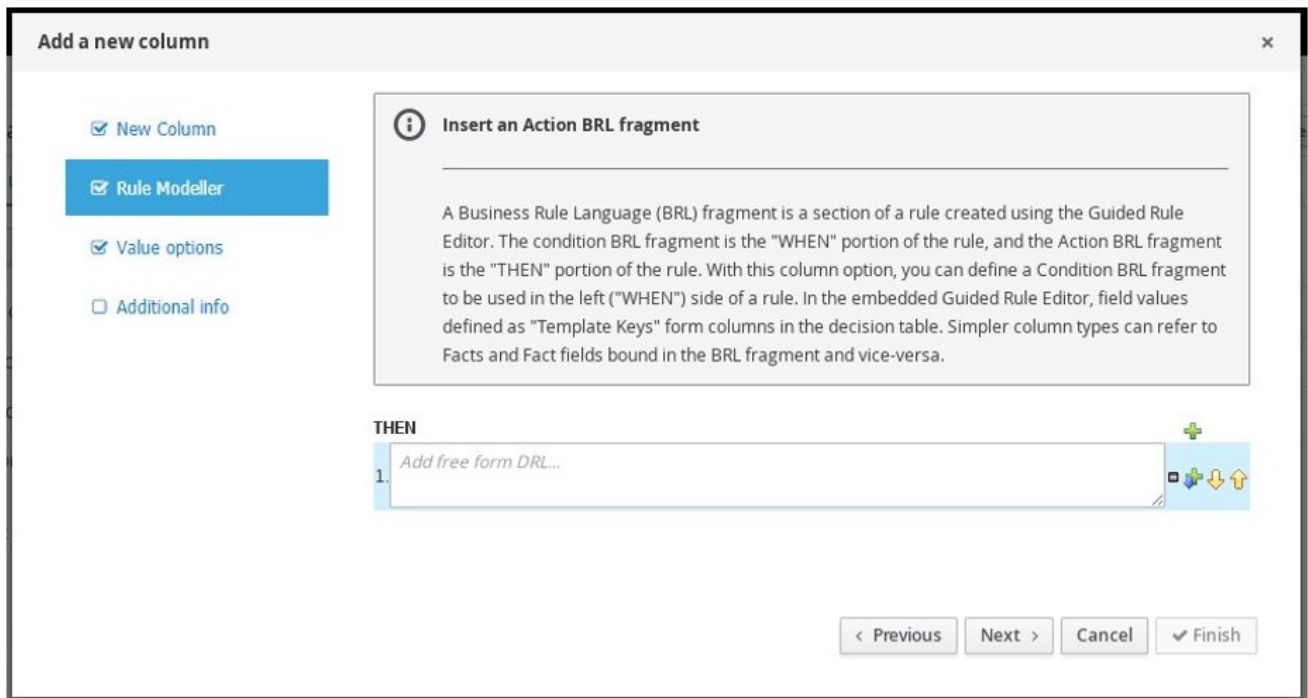 Add a new column
New Column
Rule Modeller
Value options
Additional info
Insert an Action BRL fragment
A Business Rule Language (BRL) fragment is a section of a rule created using the Guided Rule
Editor. The condition BRL fragment is the "WHEN" portion of the rule, and the Action BRL fragment
is the "THEN" portion of the rule. With this column option, you can define a Condition BRL fragment
to be used in the left ("WHEN") side of a rule. In the embedded Guided Rule Editor, field values
defined as "Template Keys" form columns in the decision table. Simpler column types can refer to
Facts and Fact fields bound in the BRL fragment and vice-versa.
THEN
1. Add free form DRL...
< Previous Next > Cancel Finish